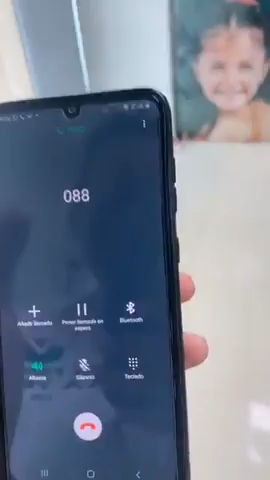 088
Añadir llamada
Poner llamada en
espera
Bluetooth
Altavoz
Silencio
Teclado